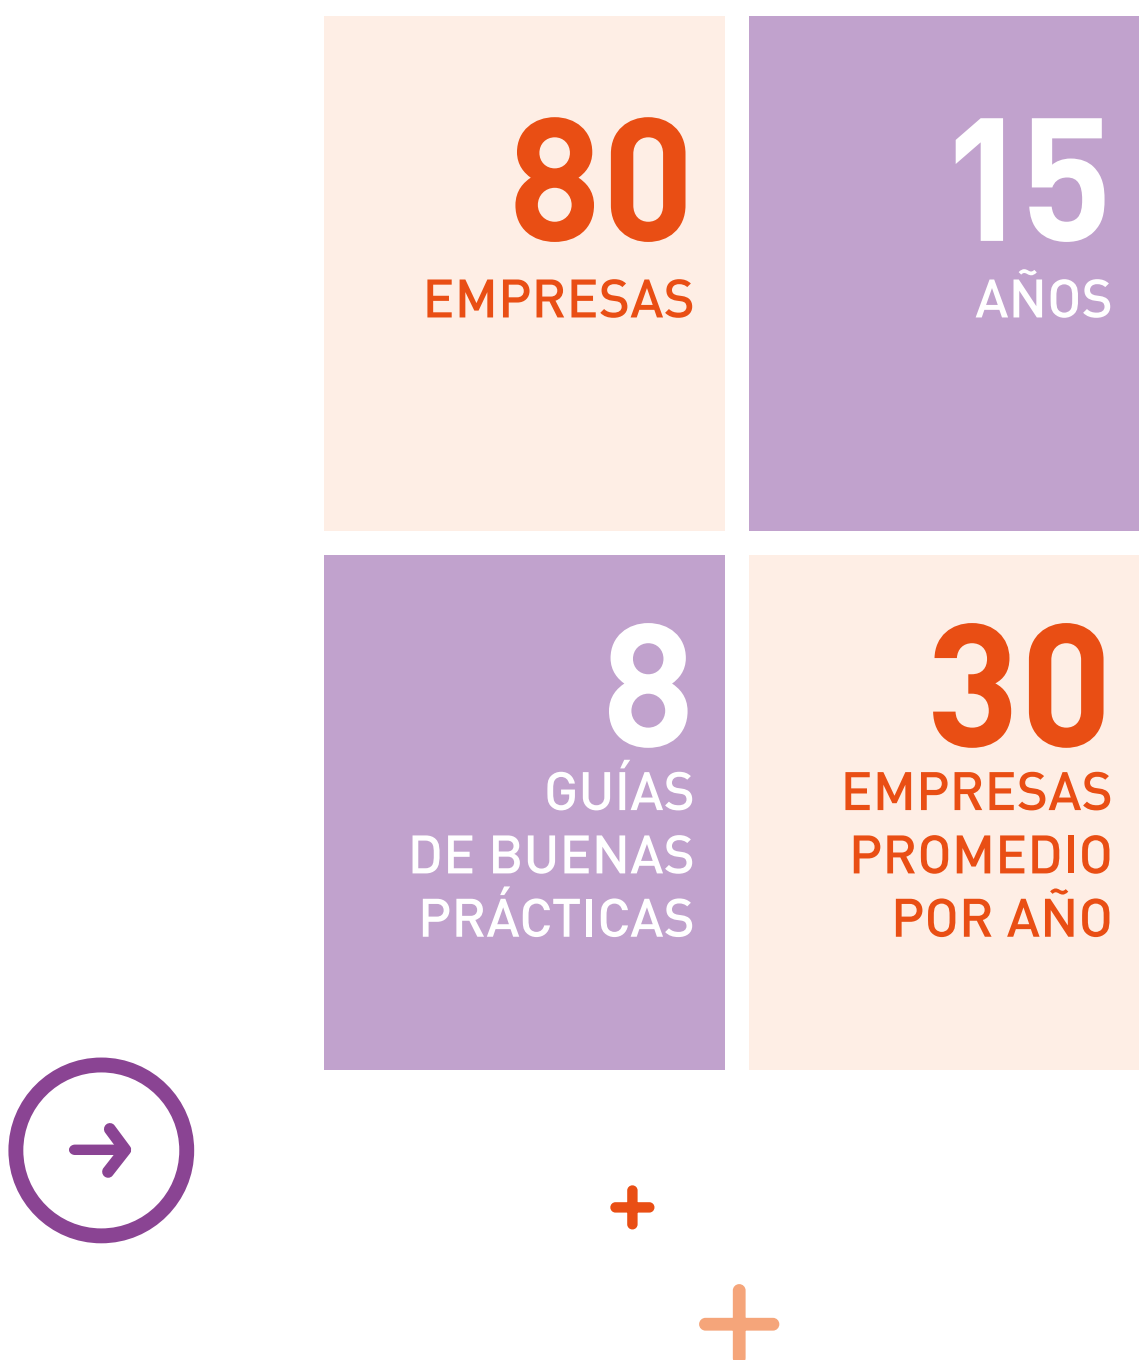 80
EMPRESAS
15
AÑOS
8
GUÍAS
DE BUENAS
PRÁCTICAS
30
EMPRESAS
PROMEDIO
POR AÑO